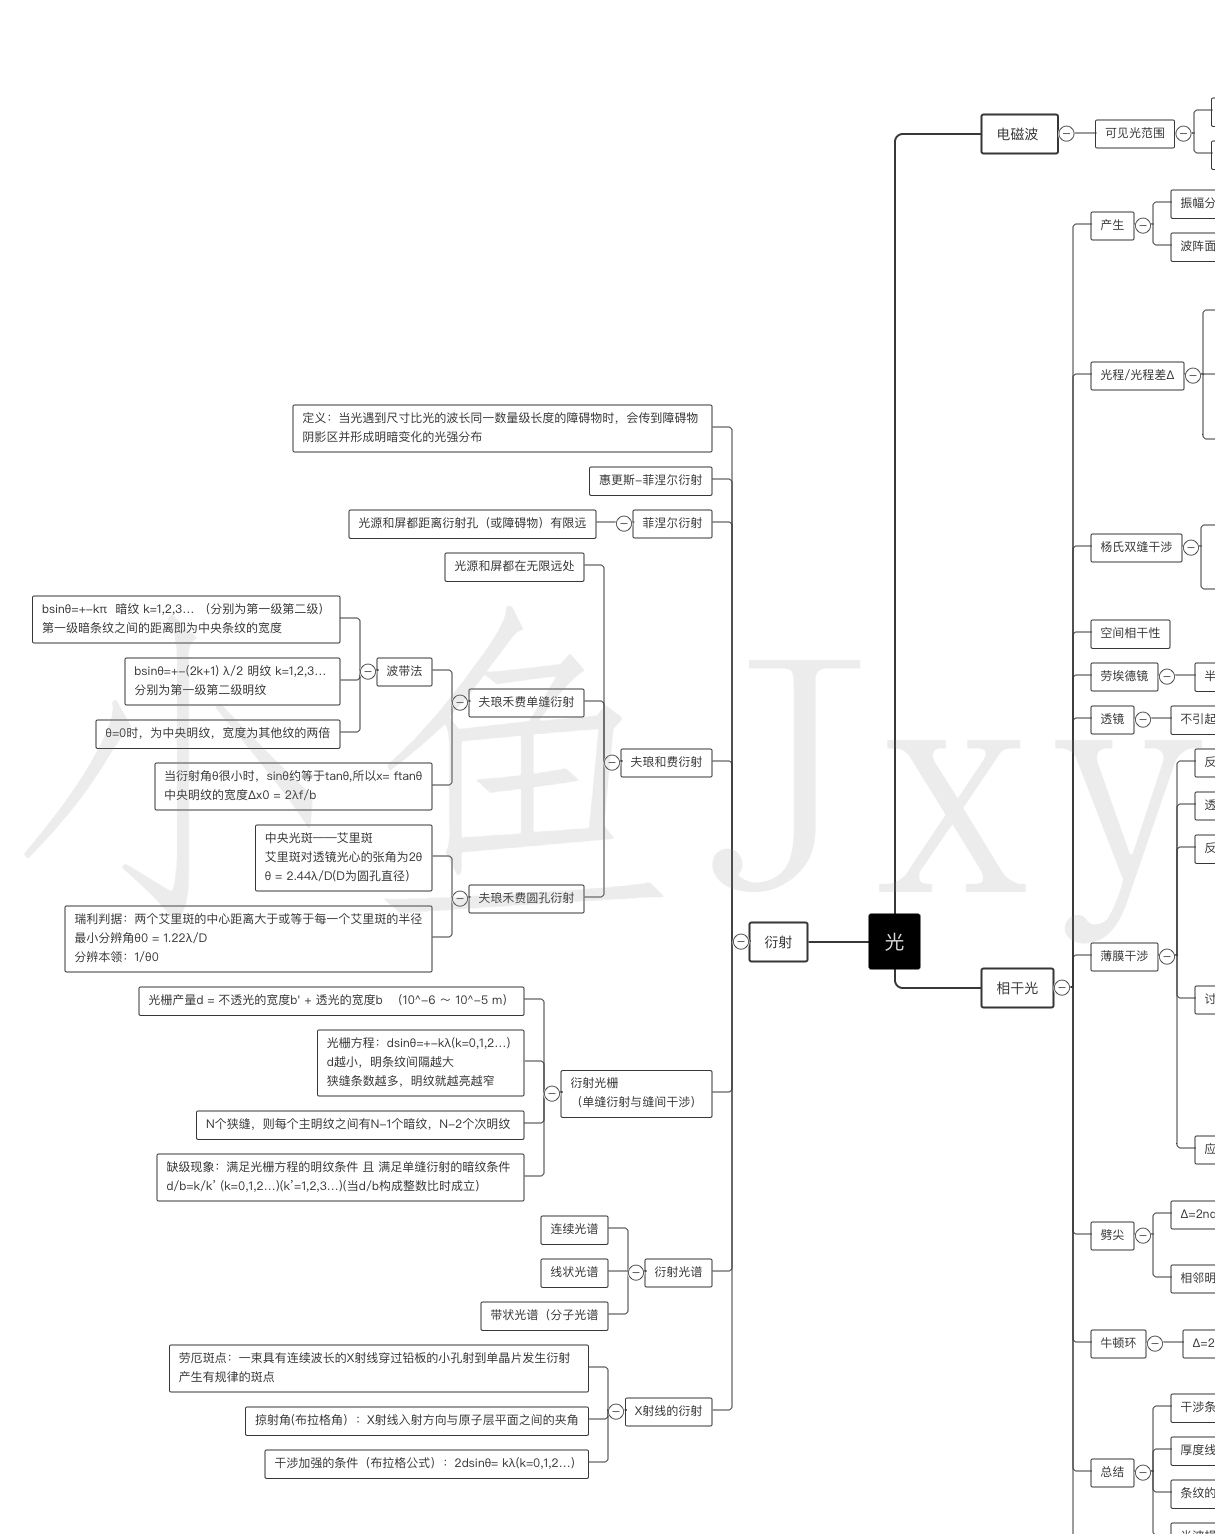 定义：当光遇到尺寸比光的波长同一数量级长度的障碍物时，会传到障碍物
阴影区并形成明暗变化的光强分布
惠更斯-菲涅尔衍射
光源和屏都距离衍射孔（或障碍物）有限远
菲涅尔衍射
光源和屏都在无限远处
bsinθ=+-kπ 暗纹 k=1,2,3... （分别为第一级第二级）
第一级暗条纹之间的距离即为中央条纹的宽度
bsinθ=+-(2k+1) λ/2 明纹 k=1,2,3...
分别为第一级第二级明纹
θ=0时，为中央明纹，宽度为其他纹的两倍
波带法
当衍射角θ很小时，sinθ约等于tanθ,所以x= ftanθ
中央明纹的宽度Δx0 = 2λf/b
夫琅禾费单缝衍射
中央光斑——艾里斑
艾里斑对透镜光心的张角为2θ
θ = 2.44λ/D(D为圆孔直径）
瑞利判据：两个艾里斑的中心距离大于或等于每一个艾里斑的半径
最小分辨角θ0 = 1.22λ/D
分辨本领：1/θ0
夫琅禾费圆孔衍射
夫琅和费衍射
光栅产量d = 不透光的宽度b' + 透光的宽度b （10^-6 ～ 10^-5 m）
光栅方程：dsinθ=+-kλ(k=0,1,2...)
d越小，明条纹间隔越大
狭缝条数越多，明纹就越亮越窄
N个狭缝，则每个主明纹之间有N-1个暗纹，N-2个次明纹
缺级现象：满足光栅方程的明纹条件 且 满足单缝衍射的暗纹条件
d/b=k/k' (k=0,1,2...)(k'=1,2,3...)(当d/b构成整数比时成立）
衍射光栅
（单缝衍射与缝间干涉）
连续光谱
线状光谱
带状光谱（分子光谱
衍射光谱
劳厄斑点：一束具有连续波长的X射线穿过铅板的小孔射到单晶片发生衍射
产生有规律的斑点
掠射角(布拉格角）：X射线入射方向与原子层平面之间的夹角
干涉加强的条件（布拉格公式）：2dsinθ= kλ(k=0,1,2...)
X射线的衍射
衍射
光
电磁波
可见光范围
相干光
产生
振幅分
波阵面
光程/光程差Δ
杨氏双缝干涉
空间相干性
劳埃德镜
半
透镜
不引起
薄膜干涉
反
透
反
讨
应
劈尖
Δ=2n
相邻明
牛顿环
Δ=2
总结
干涉条
厚度线
条纹的
小鱼Jxy